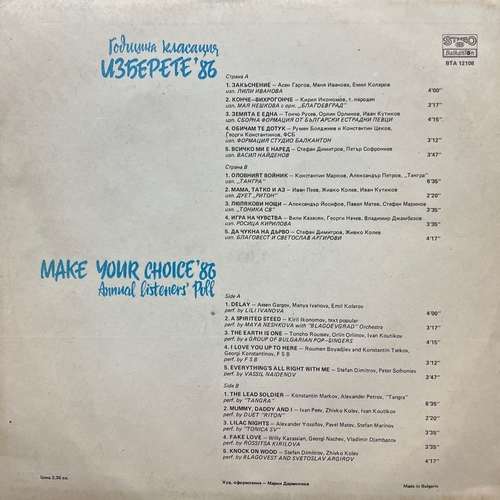 Годишна класация
ИЗБЕРЕТЕ '86
STEREO
Balkanton
BTA 12108
Страна А
1. ЗАКЪСНЕНИЕ – Асен Гаргов, Маня Иванова, Емил Коларов
изп. ЛИЛИ ИВАНОВА 4'00"
2. КОНЧЕ–ВИХРОГОНЧЕ – Кирил Икономов, т. народен
изп. МАЯ НЕШКОВА с орк. „БЛАГОЕВГРАД" 3'17"
3. ЗЕМЯТА Е ЕДНА – Тончо Русев, Орлин Орлинов, Иван Кутиков
изп. СБОРНА ФОРМАЦИЯ ОТ БЪЛГАРСКИ ЕСТРАДНИ ПЕВЦИ 4'15"
4. ОБИЧАМ ТЕ ДОТУК – Румен Бояджиев и Константин Цеков,
Георги Константинов, ФСБ
изп. ФОРМАЦИЯ СТУДИО БАЛКАНТОН 3'12"
5. ВСИЧКО МИ Е НАРЕД – Стефан Димитров, Петър Софрониев
изп. ВАСИЛ НАЙДЕНОВ 3'47"
Страна В
1. ОЛОВНИЯТ ВОЙНИК – Константин Марков, Александър Петров, „Тангра"
изп. „ТАНГРА" 6'35"
2. МАМА, ТАТКО И АЗ – Иван Пеев, Живко Колев, Иван Кутиков
изп. ДУЕТ „РИТОН" 2'20"
3. ЛЮЛЯКОВИ НОЩИ – Александър Йосифов, Павел Матев, Стефан Маринов
изп. „ТОНИКА СВ" 3'35"
4. ИГРА НА ЧУВСТВА – Вили Казасян, Георги Начев, Владимир Джамбазов
изп. РОСИЦА КИРИЛОВА 3'35"
5. ДА ЧУКНА НА ДЪРВО – Стефан Димитров, Живко Колев
изп. БЛАГОВЕСТ И СВЕТОСЛАВ АРГИРОВИ 4'17"
MAKE YOUR CHOICE '86
Annual Listeners' Poll
Side A
1. DELAY – Assen Gargov, Manya Ivanova, Emil Kolarov
perf. by LILI IVANOVA 4'00"
2. A SPIRITED STEED – Kiril Ikonomov, text popular
perf. by MAYA NESHKOVA with "BLAGOEVGRAD" Orchestra 3'17"
3. THE EARTH IS ONE – Toncho Roussev, Orlin Orlinov, Ivan Koutikov
perf. by a GROUP OF BULGARIAN POP–SINGERS 4'15"
4. I LOVE YOU UP TO HERE – Roumen Boyadjiev and Konstantin Tsekov,
Georgi Konstantinov, F S B
perf. by F S B 3'12"
5. EVERYTHING'S ALL RIGHT WITH ME – Stefan Dimitrov, Peter Sofroniev
perf. by VASSIL NAIDENOV 3'47"
Side B
1. THE LEAD SOLDIER – Konstantin Markov, Alexander Petrov, "Tangra"
perf. by "TANGRA" 6'35"
2. MUMMY, DADDY AND I – Ivan Peev, Zhivko Kolev, Ivan Koutikov
perf. by DUET "RITON" 2'20"
3. LILAC NIGHTS – Alexander Yossifov, Pavel Matev, Stefan Marinov
perf. by "TONICA SV" 3'35"
4. FAKE LOVE – Willy Kazassian, Georgi Nachev, Vladimir Djambazov
perf. by ROSSITSA KIRILOVA 3'35"
5. KNOCK ON WOOD – Stefan Dimitrov, Zhivko Kolev
perf. by BLAGOVEST AND SVETOSLAV ARGIROV 4'17"
Цена 3,30 лв.
Худ. оформление – Мария Дерменова
Made in Bulgaria